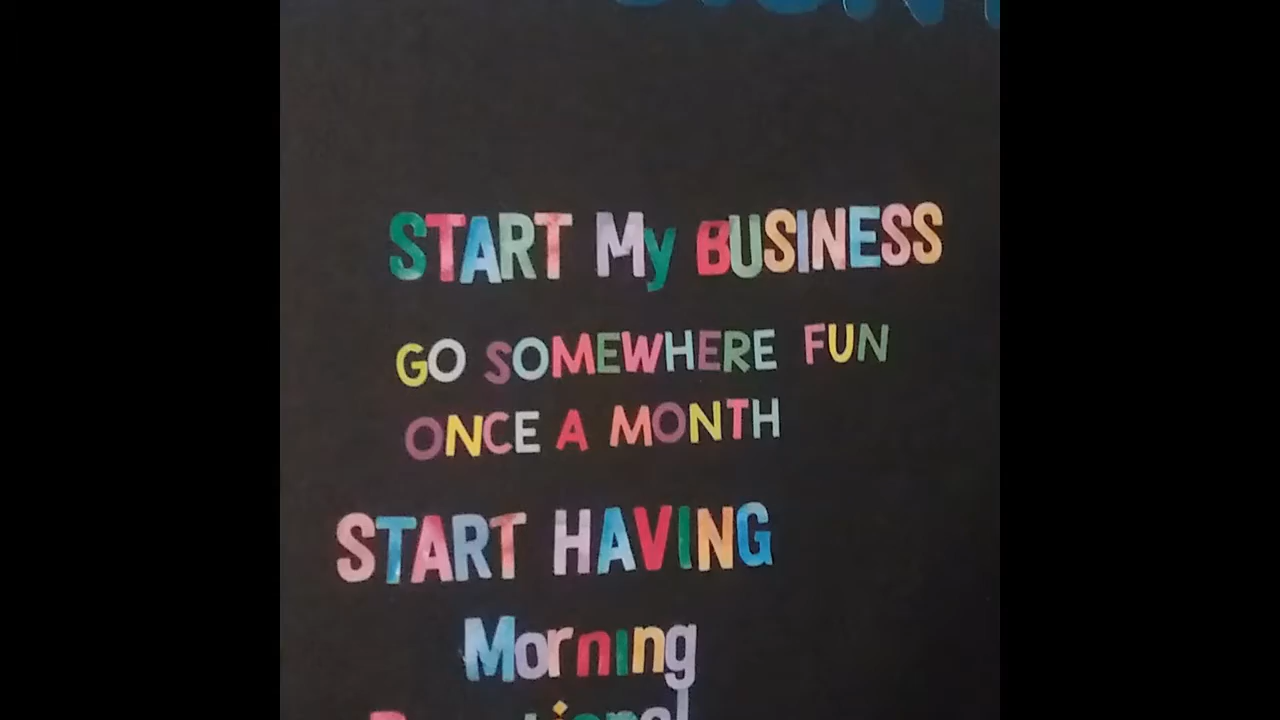 START My BUSINESS
GO SOMEWHERE FUN
ONCE A MONTH
START HAVING
Morning